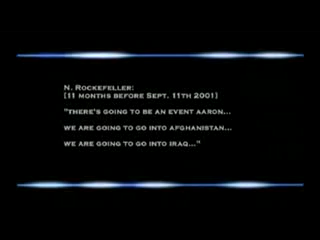 N. ROCKEFELLER:
[11 MONTHS BEFORE SEPT. 11TH 2001]
"THERE'S GOING TO BE AN EVENT AARON...
WE ARE GOING TO GO INTO AFGHANISTAN...
WE ARE GOING TO GO INTO IRAQ..."